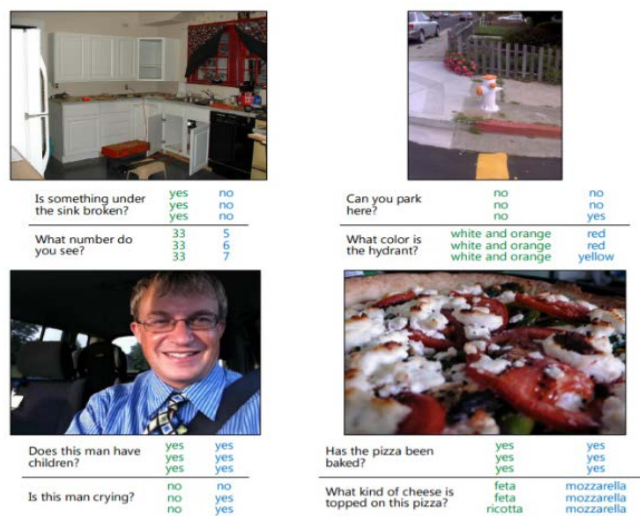 Is something under
the sink broken?
yes no
yes no
yes no
What number do
you see?
33 5
33 6
33 7
Can you park
here?
no no
no no
no yes
What color is
the hydrant?
white and orange red
white and orange red
white and orange yellow
Does this man have
children?
yes yes
yes yes
yes yes
Is this man crying?
no no
no yes
no yes
Has the pizza been
baked?
yes yes
yes yes
yes yes
What kind of cheese is
topped on this pizza?
feta mozzarella
feta mozzarella
ricotta mozzarella